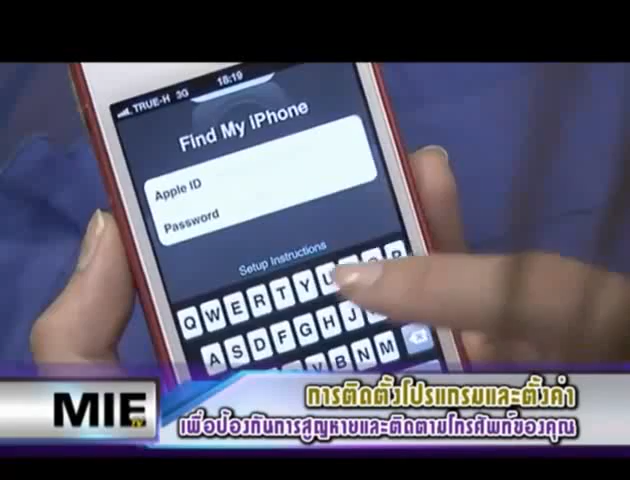 TRUE-H 3G 18:19
Find My iPhone
Apple ID
Password
Setup Instructions
Q W E R T Y U O P
A S D F G H J
V B N M
MIE TV
การติดตั้งโปรแกรมและตั้งค่า
เพื่อป้องกันการสูญหายและติดตามโทรศัพท์ของคุณ